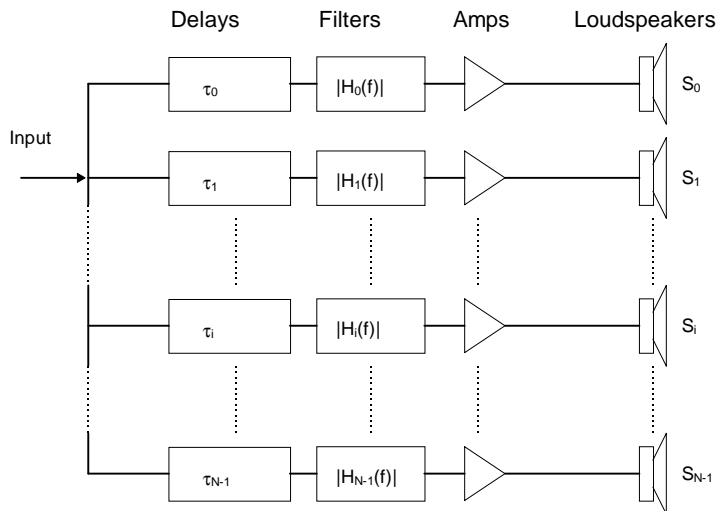 Delays Filters Amps Loudspeakers
τ₀ |H₀(f)| S₀
Input
τ₁ |H₁(f)| S₁
τᵢ |Hᵢ(f)| Sᵢ
τN-1 |HN-1(f)| SN-1